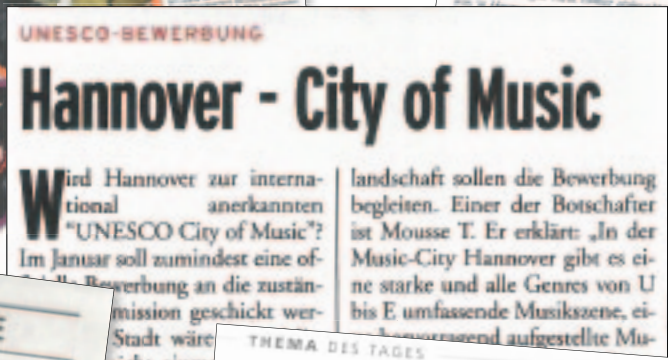 UNESCO-BEWERBUNG
Hannover - City of Music
Wird Hannover zur interna-
tional anerkannten
"UNESCO City of Music"?
Im Januar soll zumindest eine of-
Bewerbung an die zustän-
mission geschickt wer-
Stadt wäre
landschaft sollen die Bewerbung
begleiten. Einer der Botschafter
ist Mousse T. Er erklärt: „In der
Music-City Hannover gibt es ei-
ne starke und alle Genres von U
bis E umfassende Musikszene, ei-
hervorragend aufgestellte Mu-
THEMA DES TAGES